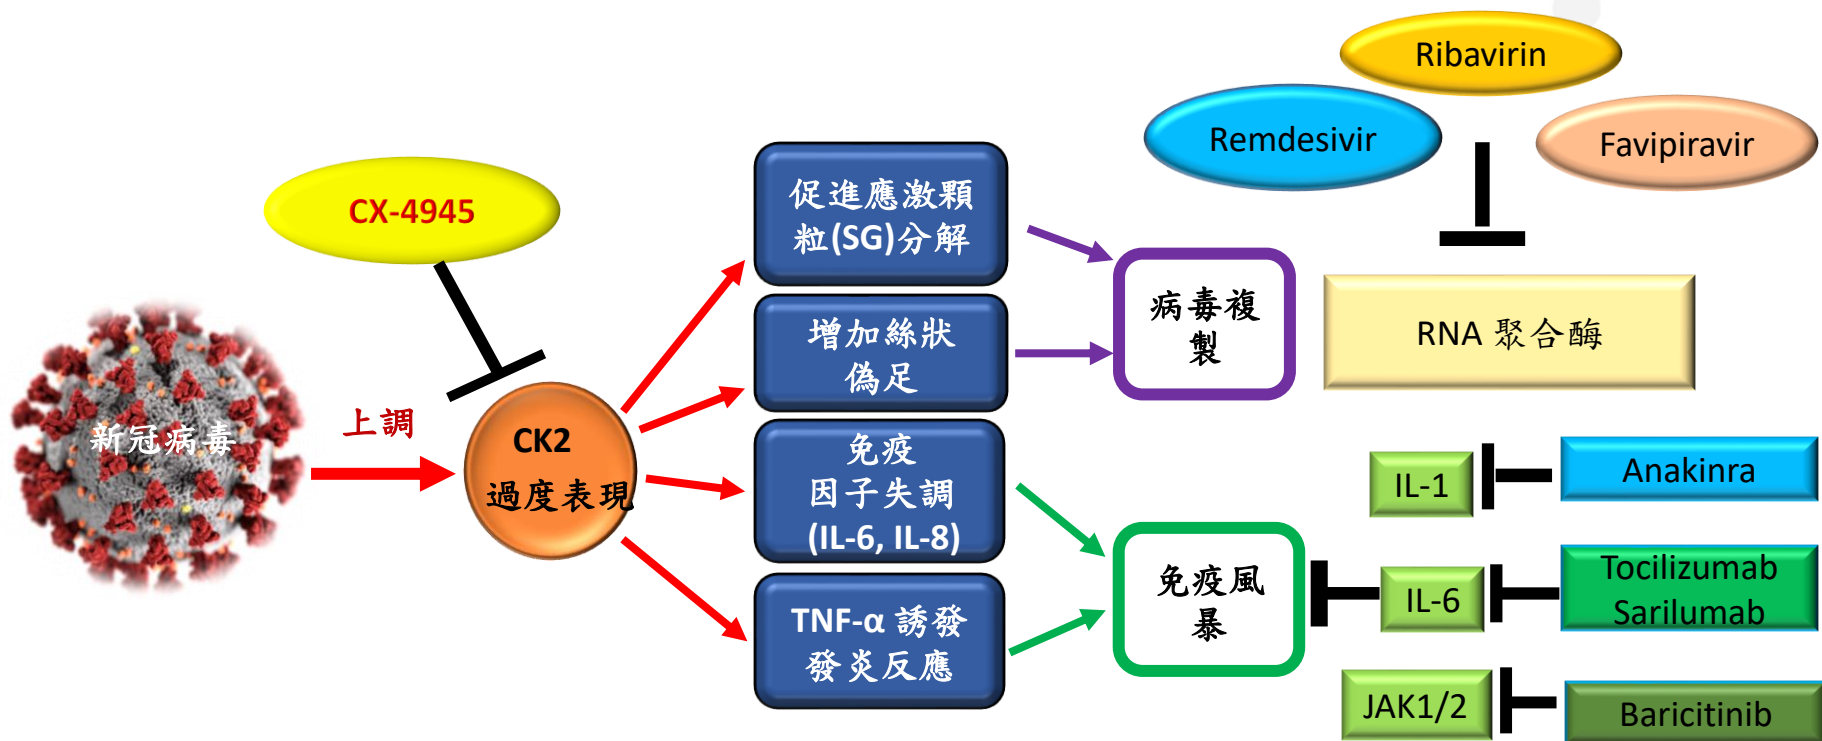 Ribavirin
Remdesivir
Favipiravir
CX-4945
促進應激顆
粒(SG)分解
增加絲狀
偽足
免疫
因子失調
(IL-6, IL-8)
TNF-α 誘發
發炎反應
新冠病毒
上調
CK2
過度表現
病毒複
製
RNA 聚合酶
免疫風
暴
IL-1
Anakinra
IL-6
Tocilizumab
Sarilumab
JAK1/2
Baricitinib